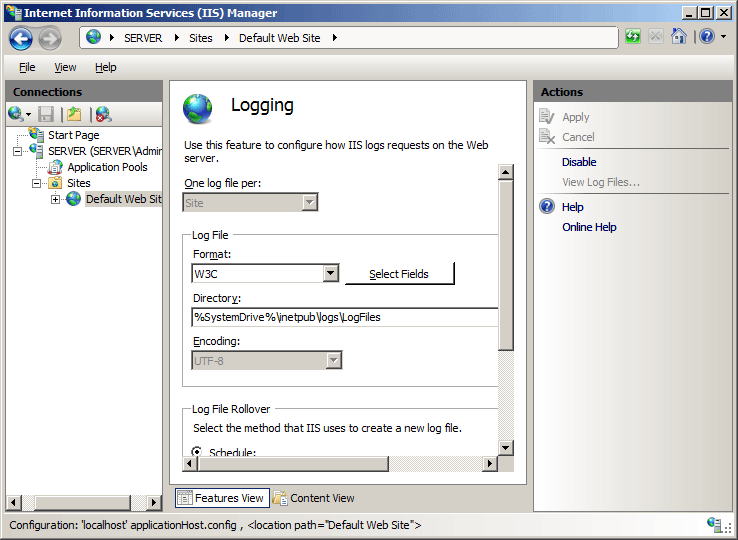 Internet Information Services (IIS) Manager
SERVER Sites Default Web Site
File View Help
Connections
Start Page
SERVER (SERVER\Admin
Application Pools
Sites
Default Web Sit
Logging
Use this feature to configure how IIS logs requests on the Web
server.
One log file per:
Site
Log File
Format:
W3C
Select Fields
Directory:
%SystemDrive%\inetpub\logs\LogFiles
Encoding:
UTF-8
Log File Rollover
Select the method that IIS uses to create a new log file.
Schedule:
Features View Content View
Actions
Apply
Cancel
Disable
View Log Files...
Help
Online Help
Configuration: 'localhost' applicationHost.config , <location path="Default Web Site">